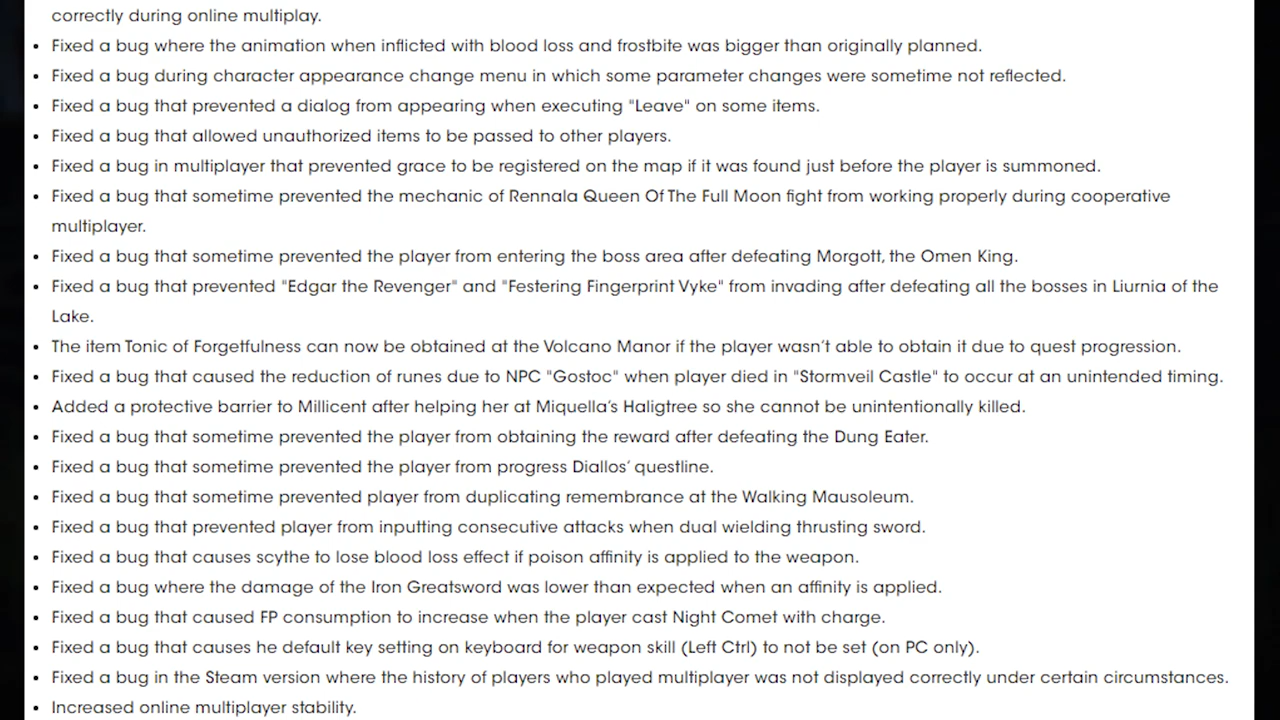 correctly during online multiplay.
• Fixed a bug where the animation when inflicted with blood loss and frostbite was bigger than originally planned.
• Fixed a bug during character appearance change menu in which some parameter changes were sometime not reflected.
• Fixed a bug that prevented a dialog from appearing when executing "Leave" on some items.
• Fixed a bug that allowed unauthorized items to be passed to other players.
• Fixed a bug in multiplayer that prevented grace to be registered on the map if it was found just before the player is summoned.
• Fixed a bug that sometime prevented the mechanic of Rennala Queen Of The Full Moon fight from working properly during cooperative
multiplayer.
• Fixed a bug that sometime prevented the player from entering the boss area after defeating Morgott, the Omen King.
• Fixed a bug that prevented "Edgar the Revenger" and "Festering Fingerprint Vyke" from invading after defeating all the bosses in Liurnia of the
Lake.
• The item Tonic of Forgetfulness can now be obtained at the Volcano Manor if the player wasn't able to obtain it due to quest progression.
• Fixed a bug that caused the reduction of runes due to NPC "Gostoc" when player died in "Stormveil Castle" to occur at an unintended timing.
• Added a protective barrier to Millicent after helping her at Miquella's Haligtree so she cannot be unintentionally killed.
• Fixed a bug that sometime prevented the player from obtaining the reward after defeating the Dung Eater.
• Fixed a bug that sometime prevented the player from progress Diallos' questline.
• Fixed a bug that sometime prevented player from duplicating remembrance at the Walking Mausoleum.
• Fixed a bug that prevented player from inputting consecutive attacks when dual wielding thrusting sword.
• Fixed a bug that causes scythe to lose blood loss effect if poison affinity is applied to the weapon.
• Fixed a bug where the damage of the Iron Greatsword was lower than expected when an affinity is applied.
• Fixed a bug that caused FP consumption to increase when the player cast Night Comet with charge.
• Fixed a bug that causes he default key setting on keyboard for weapon skill (Left Ctrl) to not be set (on PC only).
• Fixed a bug in the Steam version where the history of players who played multiplayer was not displayed correctly under certain circumstances.
• Increased online multiplayer stability.